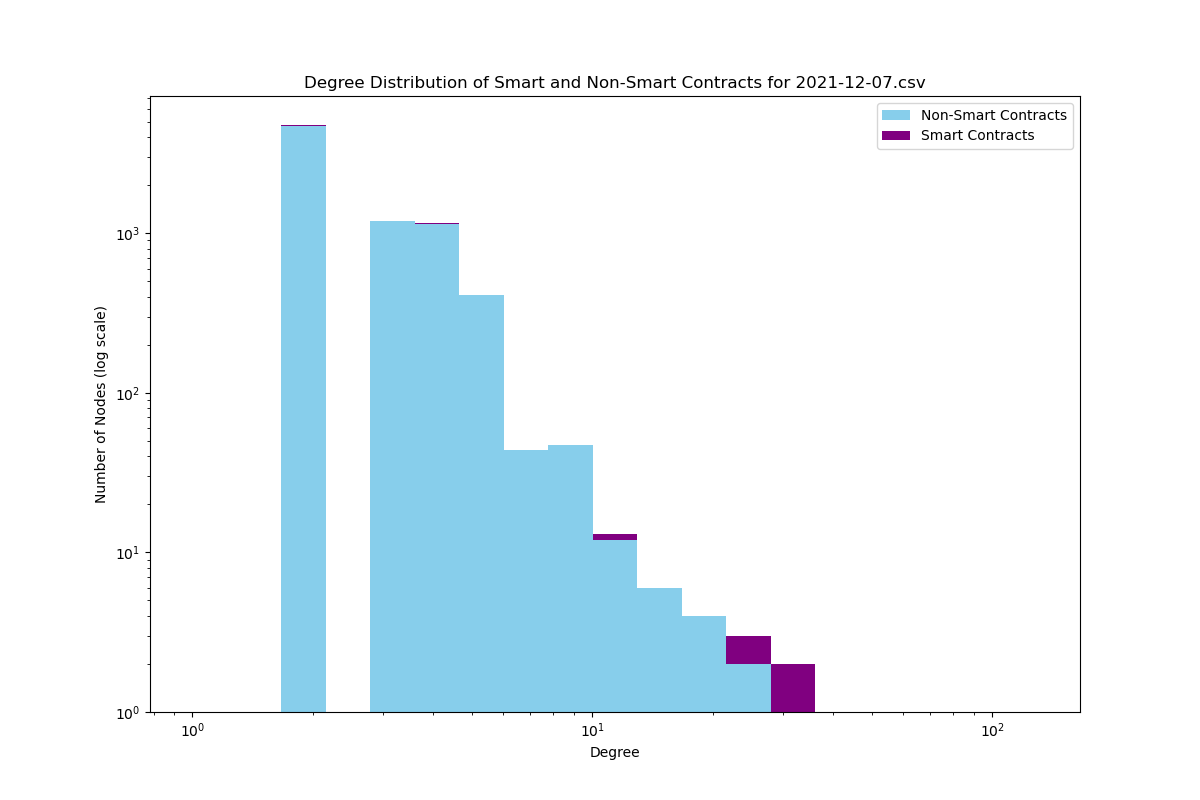 Degree Distribution of Smart and Non-Smart Contracts for 2021-12-07.csv
Non-Smart Contracts
Smart Contracts
Number of Nodes (log scale)
10³
10²
10¹
10⁰
10⁰ 10¹ 10²
Degree